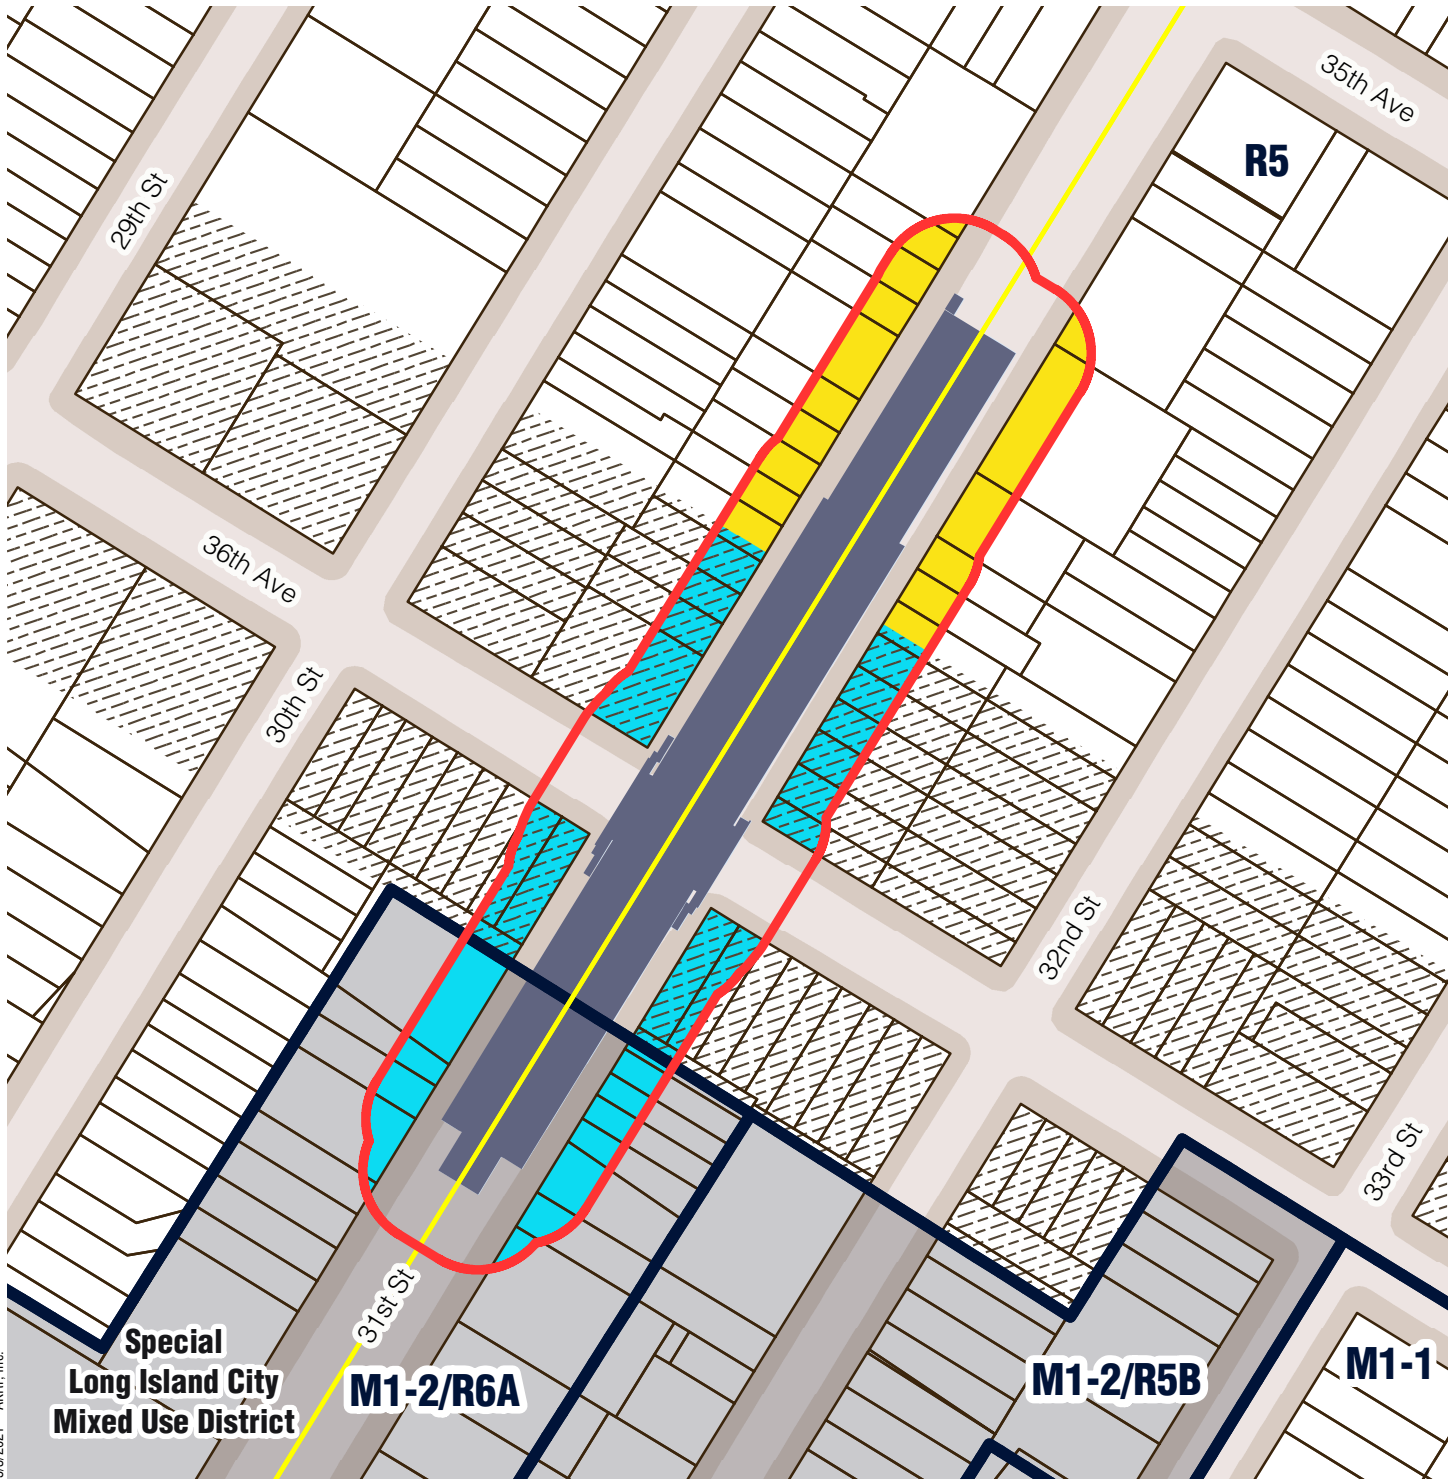 35th Ave
R5
29th St
36th Ave
30th St
32nd St
33rd St
31st St
Special
Long Island City
Mixed Use District
M1-2/R6A
M1-2/R5B
M1-1